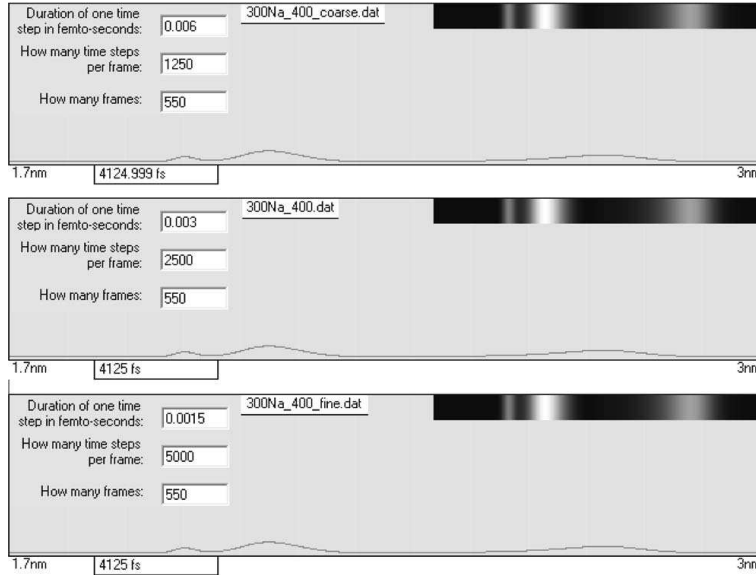 Duration of one time
step in femto-seconds: 0.006
300Na_400_coarse.dat
How many time steps
per frame: 1250
How many frames: 550
1.7nm 4124.999 fs 3nm
Duration of one time
step in femto-seconds: 0.003
300Na_400.dat
How many time steps
per frame: 2500
How many frames: 550
1.7nm 4125 fs 3nm
Duration of one time
step in femto-seconds: 0.0015
300Na_400_fine.dat
How many time steps
per frame: 5000
How many frames: 550
1.7nm 4125 fs 3nm